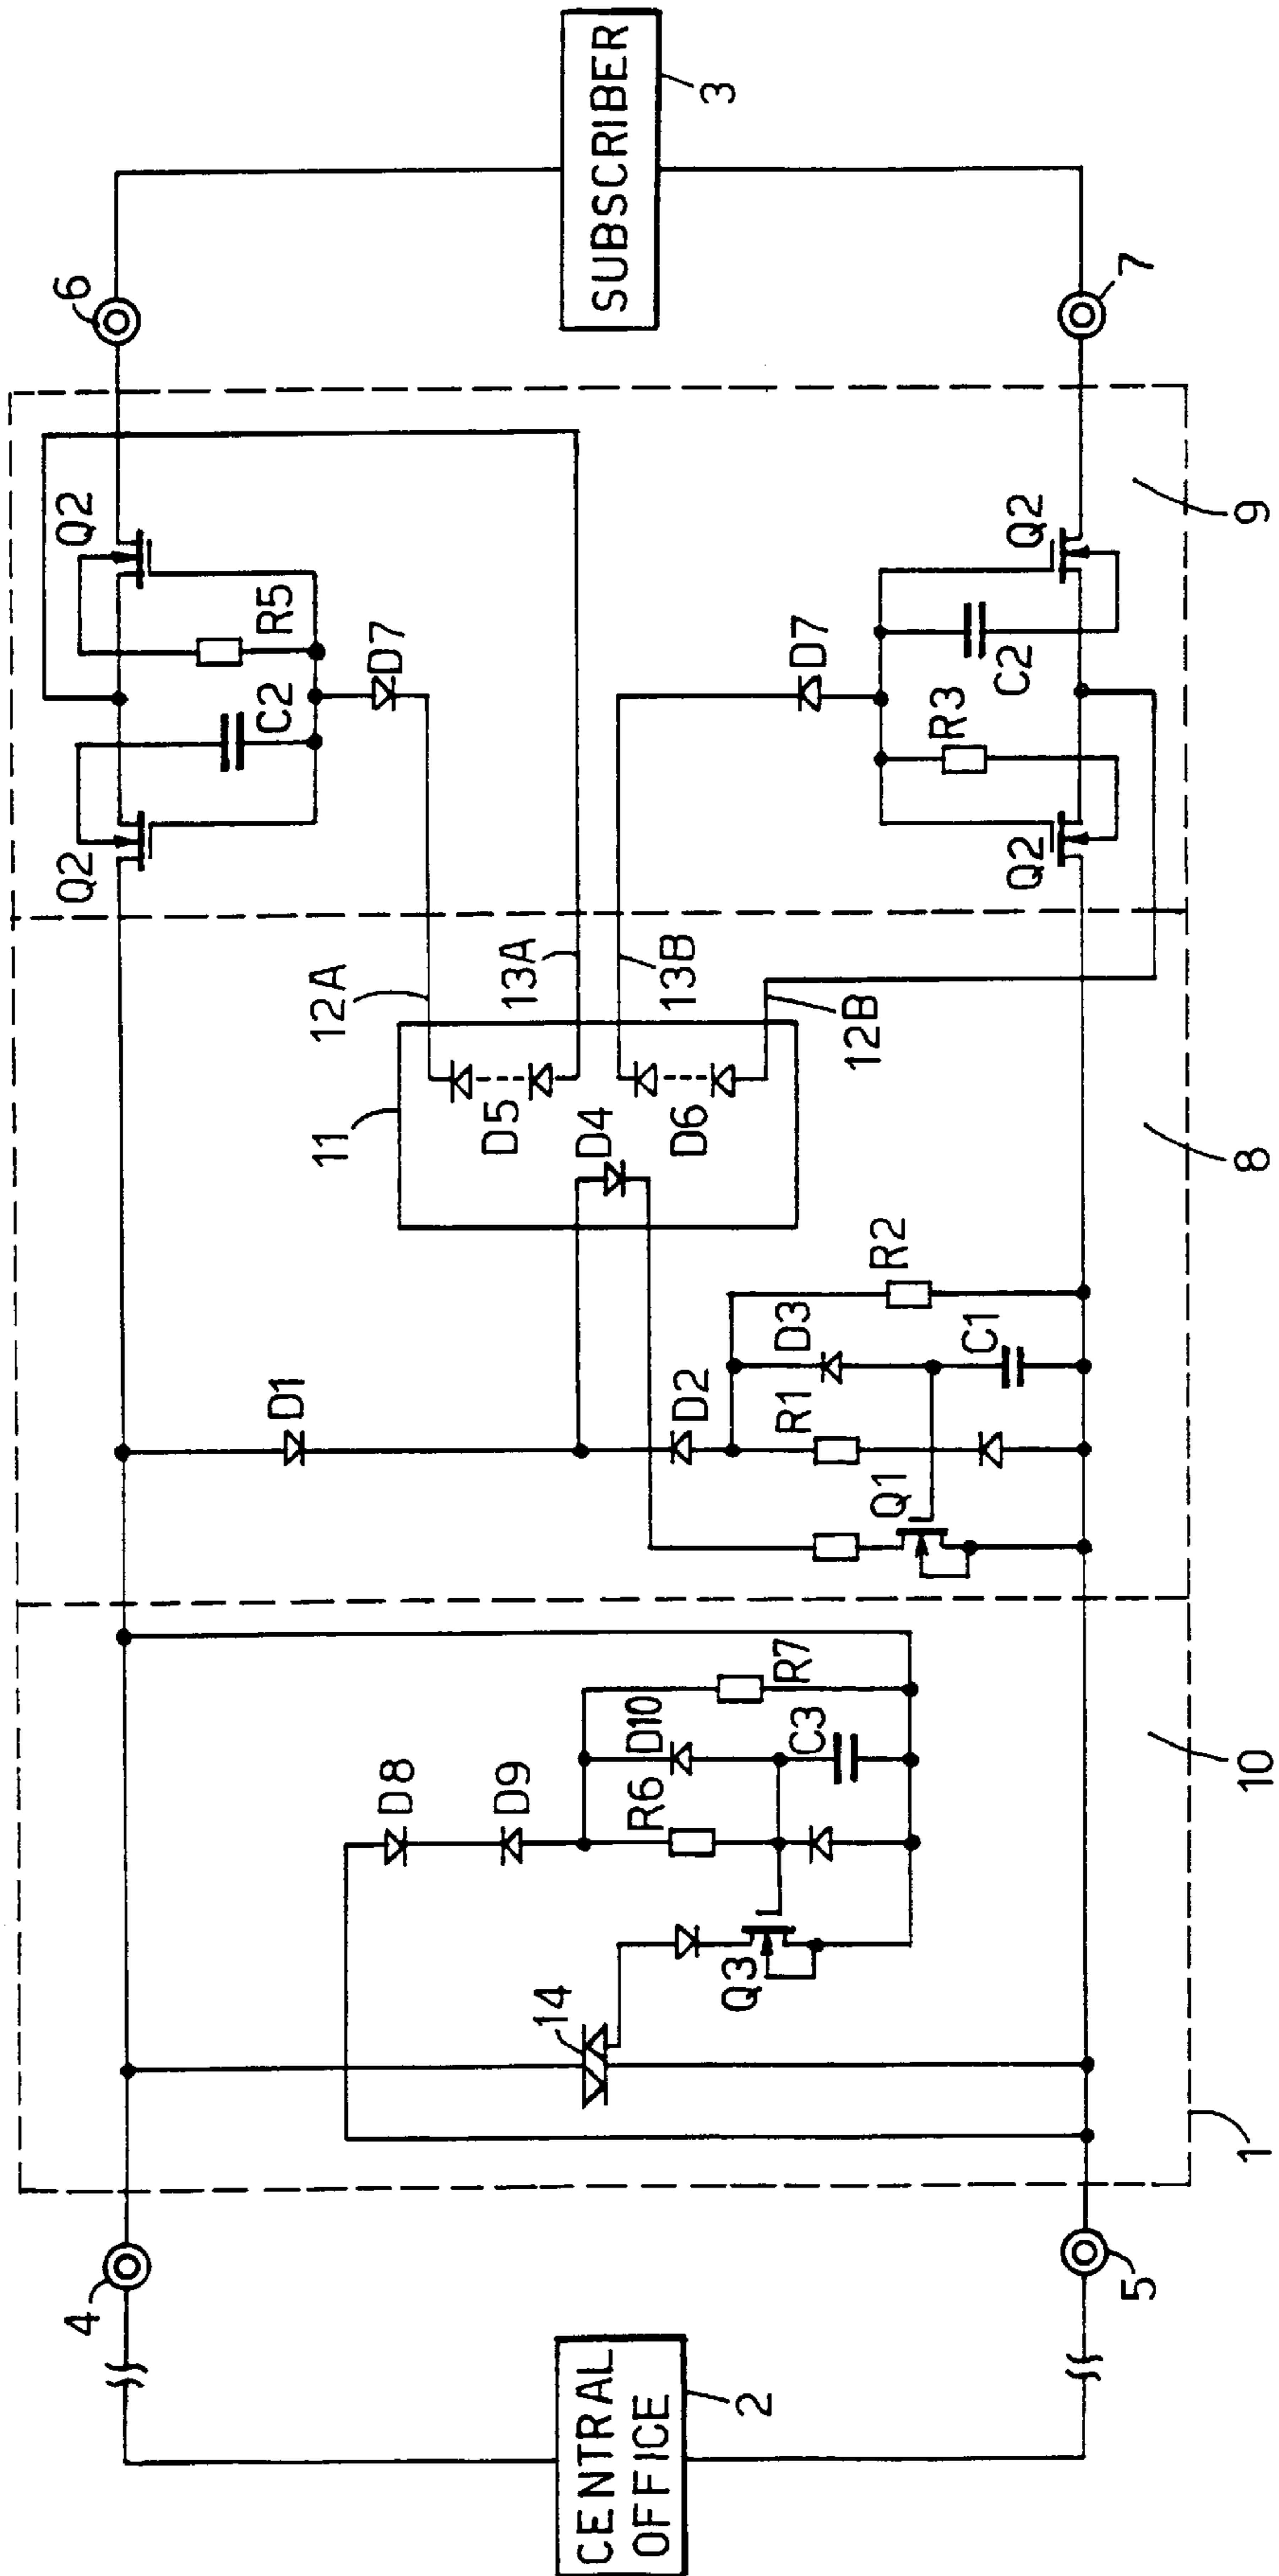 4
6
Q2
Q2
C2
R5
D7
12A
13A
13B
12B
11
D5
D4
D6
D1
D2
D3
R1
R2
C1
Q1
D8
D9
D10
R6
R7
C3
Q3
14
CENTRAL
OFFICE
2
SUBSCRIBER
3
D7
R3
C2
Q2
Q2
5
7
1
10
8
9